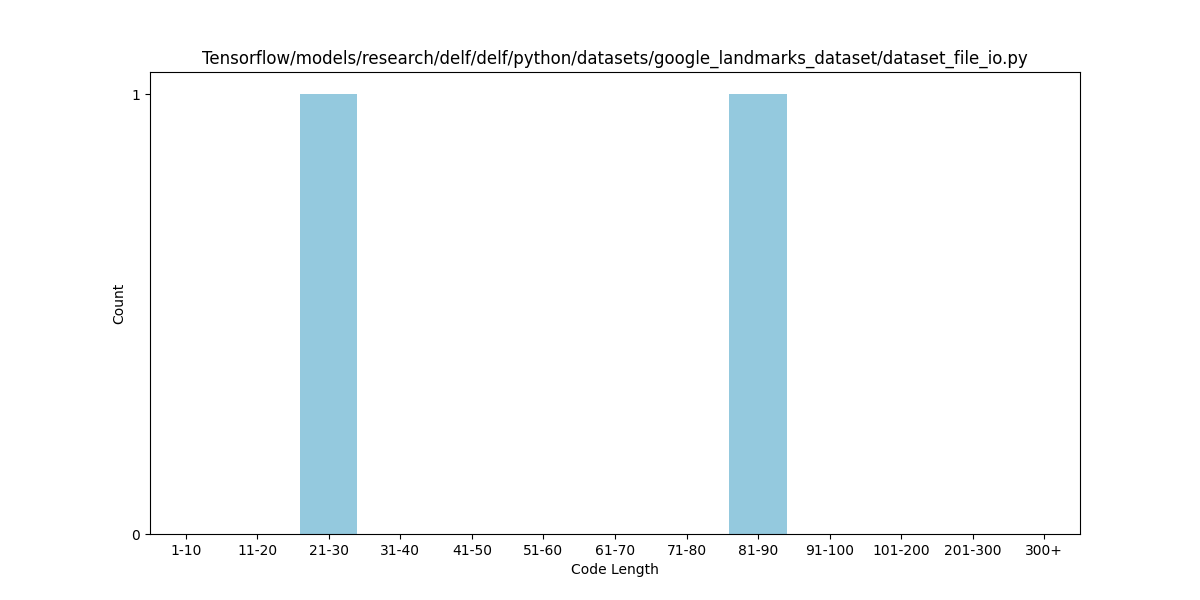 Tensorflow/models/research/delf/delf/python/datasets/google_landmarks_dataset/dataset_file_io.py
1
Count
0
1-10 11-20 21-30 31-40 41-50 51-60 61-70 71-80 81-90 91-100 101-200 201-300 300+
Code Length